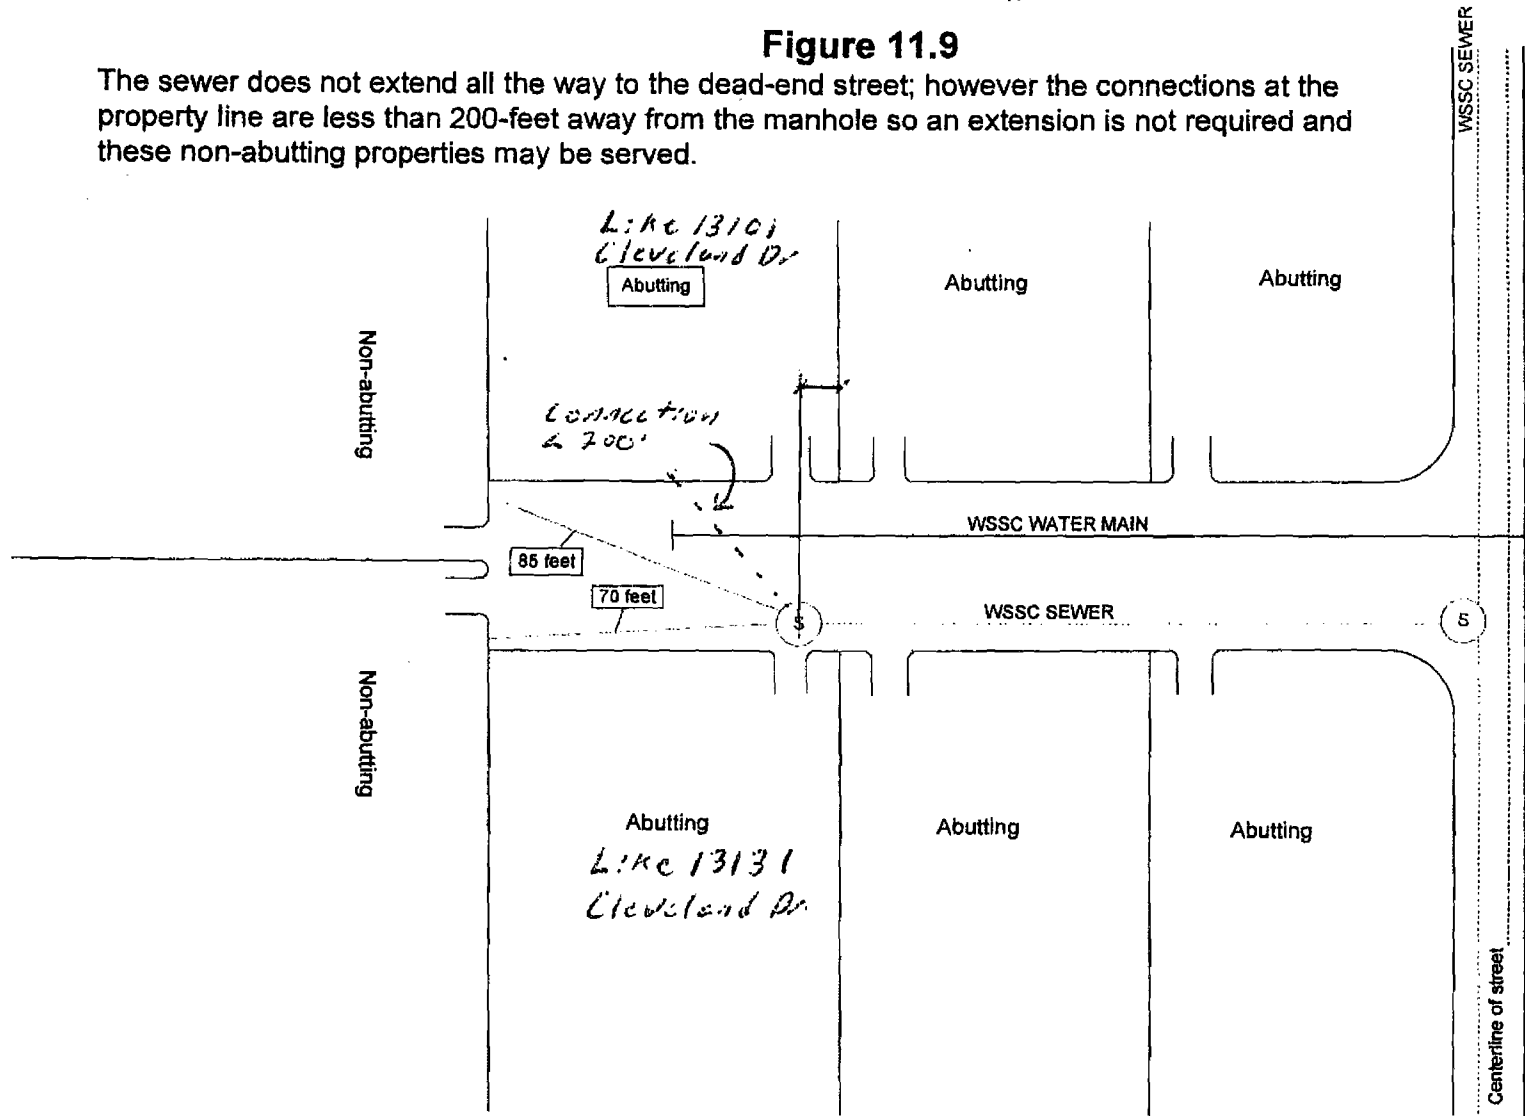 Figure 11.9
The sewer does not extend all the way to the dead-end street; however the connections at the
property line are less than 200-feet away from the manhole so an extension is not required and
these non-abutting properties may be served.
WSSC SEWER
Like 13101
Cleveland Dr
Abutting
Abutting
Abutting
Non-abutting
Connection
< 200'
WSSC WATER MAIN
85 feet
70 feet
WSSC SEWER
S
S
Non-abutting
Abutting
Abutting
Abutting
Like 13131
Cleveland Dr.
Centerline of street